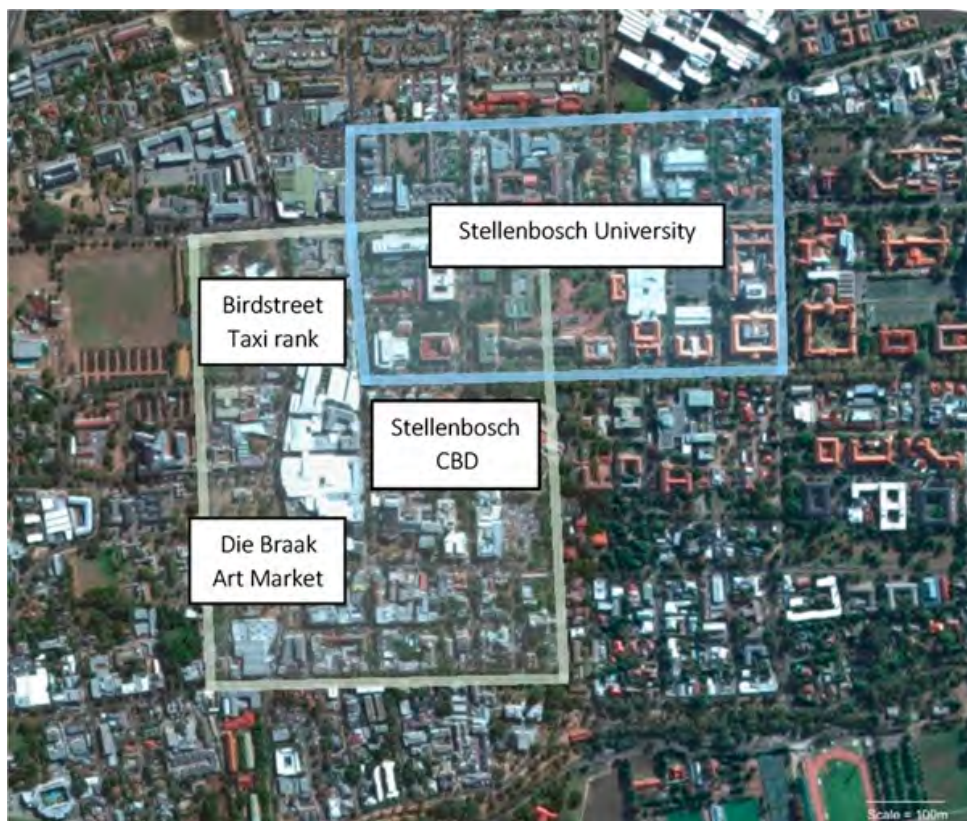 Stellenbosch University
Birdstreet
Taxi rank
Stellenbosch
CBD
Die Braak
Art Market
Scale = 100m